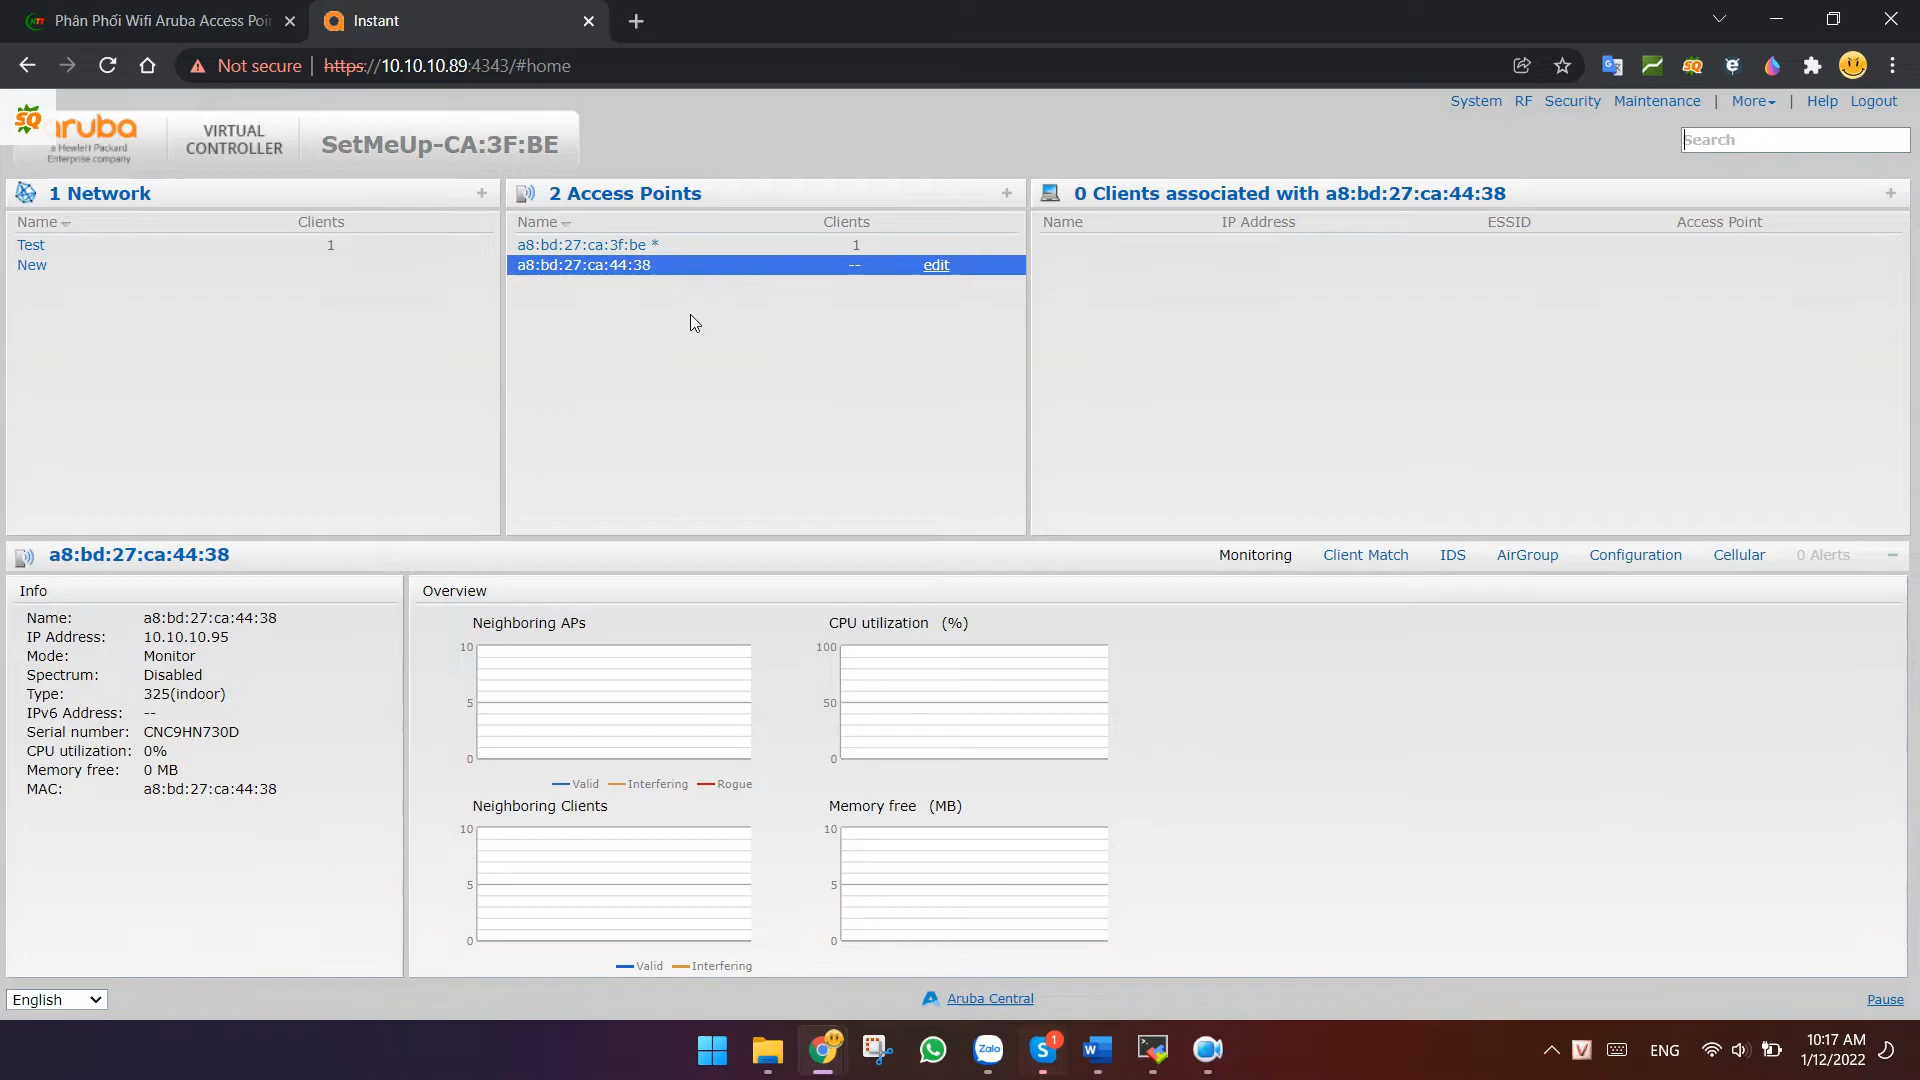 Phân Phối Wifi Aruba Access Poi
Instant
Not secure
https://10.10.10.89:4343/#home
System RF Security Maintenance | More | Help Logout
SQ
aruba
a Hewlett Packard
Enterprise company
VIRTUAL
CONTROLLER
SetMeUp-CA:3F:BE
Search
1 Network +
Name Clients
Test 1
New
2 Access Points +
Name Clients
a8:bd:27:ca:3f:be * 1
a8:bd:27:ca:44:38 -- edit
0 Clients associated with a8:bd:27:ca:44:38 +
Name IP Address ESSID Access Point
a8:bd:27:ca:44:38
Monitoring Client Match IDS AirGroup Configuration Cellular 0 Alerts
Info
Name: a8:bd:27:ca:44:38
IP Address: 10.10.10.95
Mode: Monitor
Spectrum: Disabled
Type: 325(indoor)
IPv6 Address: --
Serial number: CNC9HN730D
CPU utilization: 0%
Memory free: 0 MB
MAC: a8:bd:27:ca:44:38
Overview
Neighboring APs
10
5
0
Valid Interfering Rogue
CPU utilization (%)
100
50
0
Neighboring Clients
10
5
0
Valid Interfering
Memory free (MB)
10
5
0
English
Aruba Central
Pause
Zalo
S 1
W
V
ENG
10:17 AM
1/12/2022